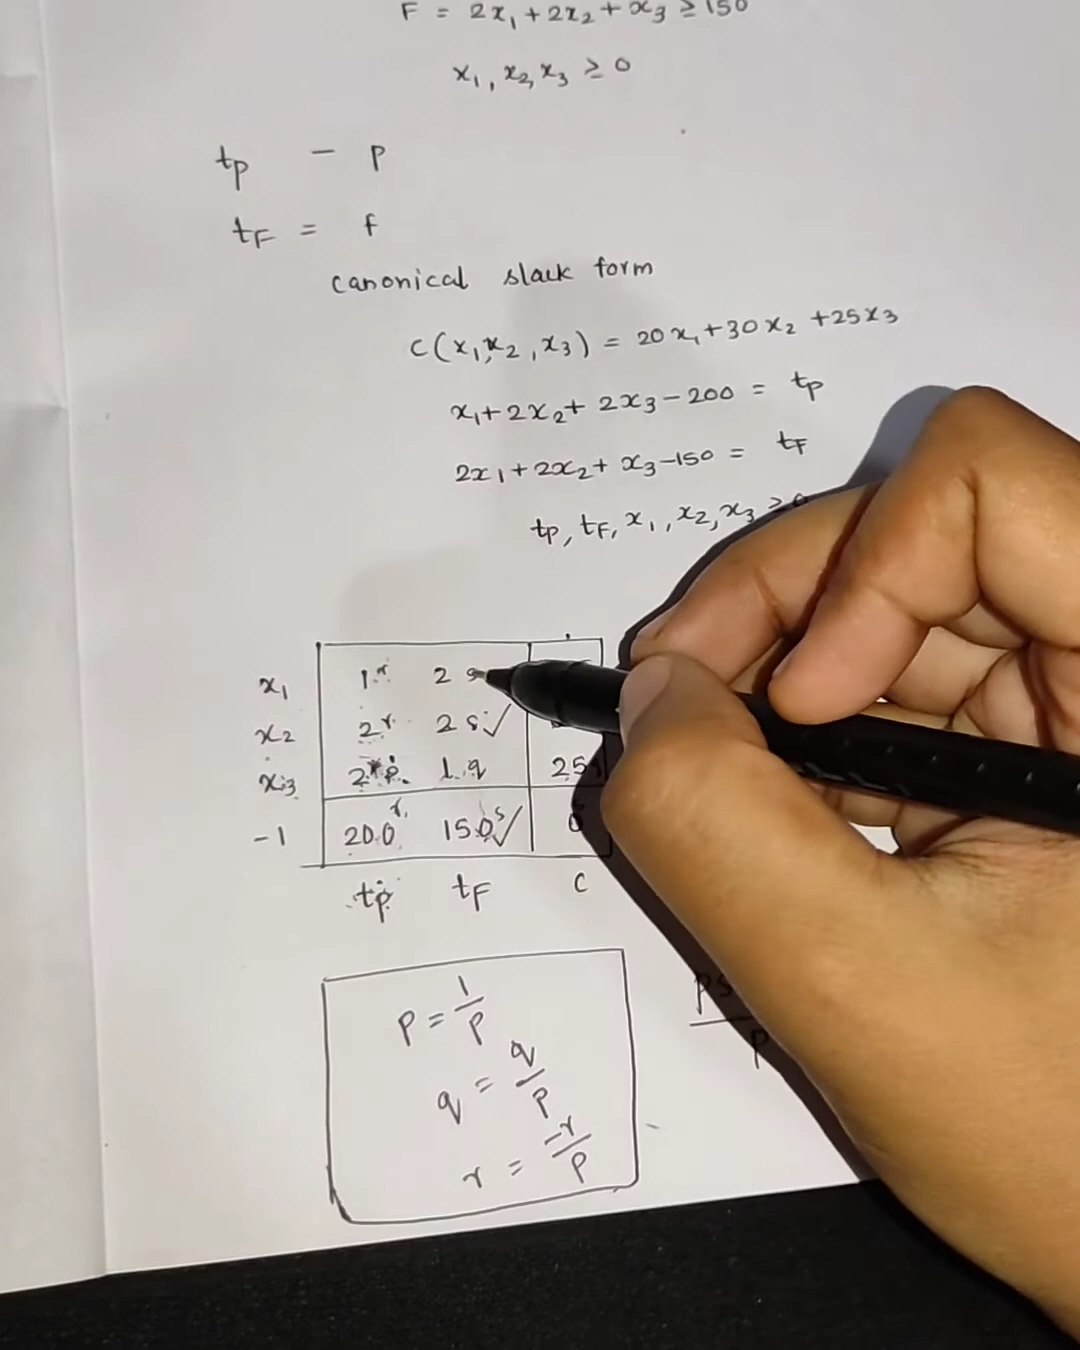 F = 2x₁ + 2x₂ + x₃ ≥ 150
x₁, x₂, x₃ ≥ 0
tp - P
tF = f
canonical slack form
C(x₁, x₂, x₃) = 20x₁ + 30x₂ + 25x₃
x₁ + 2x₂ + 2x₃ - 200 = tp
2x₁ + 2x₂ + x₃ - 150 = tF
tp, tF, x₁, x₂, x₃ ≥ 0
x₁ 1 r 2 s
x₂ 2 r 2 s ✓
x₃ 2 * p 1 q 25
-1 200 r 150 s ✓ 0
tp tF C
P = 1/P
q = q/P
r = -r/P
ps
P